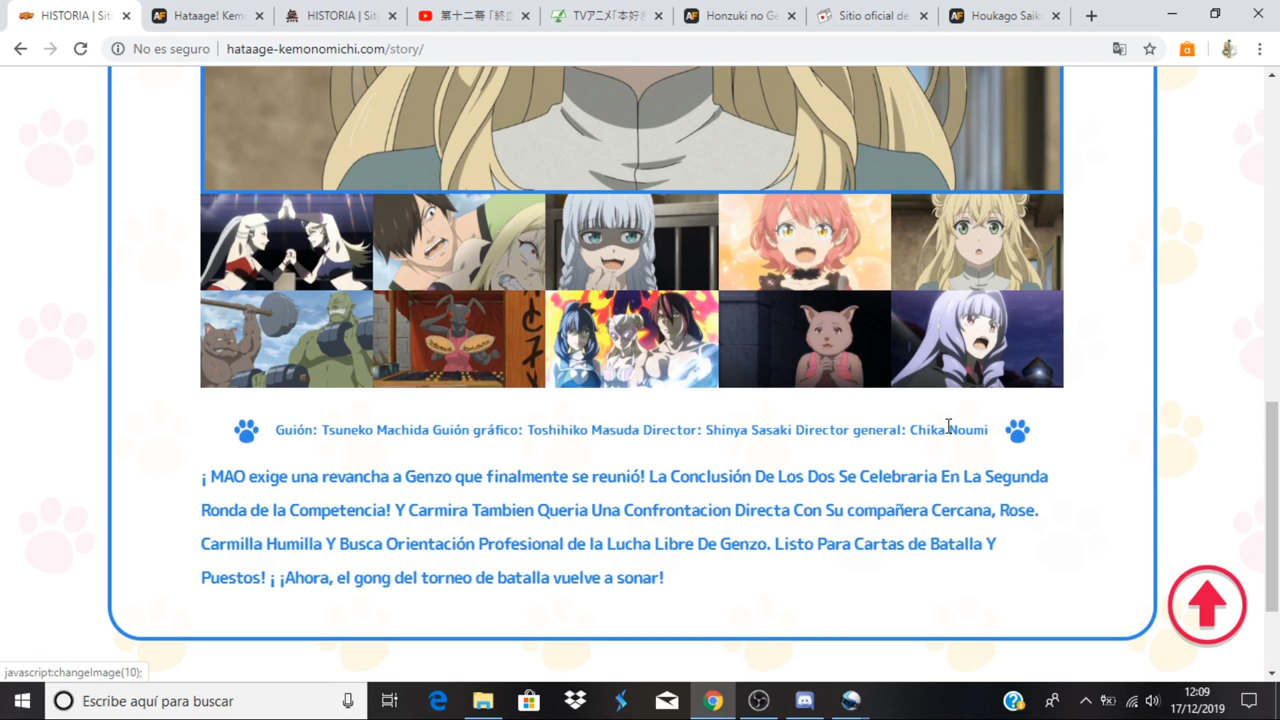 HISTORIA | Siti
Hataage! Kemo
HISTORIA | Siti
第十二幕 「終血
TVアニメ「本好き
Honzuki no Ge
Sitio oficial de
Houkago Saiko
No es seguro
hataage-kemonomichi.com/story/
Guión: Tsuneko Machida Guión gráfico: Toshihiko Masuda Director: Shinya Sasaki Director general: Chika Noumi
¡ MAO exige una revancha a Genzo que finalmente se reunió! La Conclusión De Los Dos Se Celebraria En La Segunda
Ronda de la Competencia! Y Carmira Tambien Queria Una Confrontacion Directa Con Su compañera Cercana, Rose.
Carmilla Humilla Y Busca Orientación Profesional de la Lucha Libre De Genzo. Listo Para Cartas de Batalla Y
Puestos! ¡ ¡Ahora, el gong del torneo de batalla vuelve a sonar!
javascript:changeImage(10);
Escribe aquí para buscar
12:09
17/12/2019